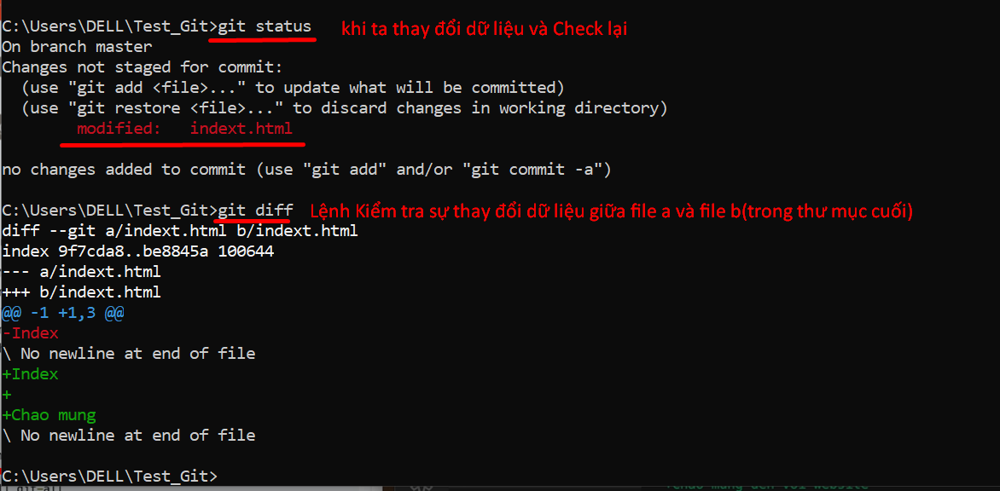 C:\Users\DELL\Test_Git>git status khi ta thay đổi dữ liệu và Check lại
On branch master
Changes not staged for commit:
(use "git add <file>..." to update what will be committed)
(use "git restore <file>..." to discard changes in working directory)
modified: indext.html
no changes added to commit (use "git add" and/or "git commit -a")
C:\Users\DELL\Test_Git>git diff Lệnh Kiểm tra sự thay đổi dữ liệu giữa file a và file b(trong thư mục cuối)
diff --git a/indext.html b/indext.html
index 9f7cda8..be8845a 100644
--- a/indext.html
+++ b/indext.html
@@ -1 +1,3 @@
-Index
\ No newline at end of file
+Index
+
+Chao mung
\ No newline at end of file
C:\Users\DELL\Test_Git>